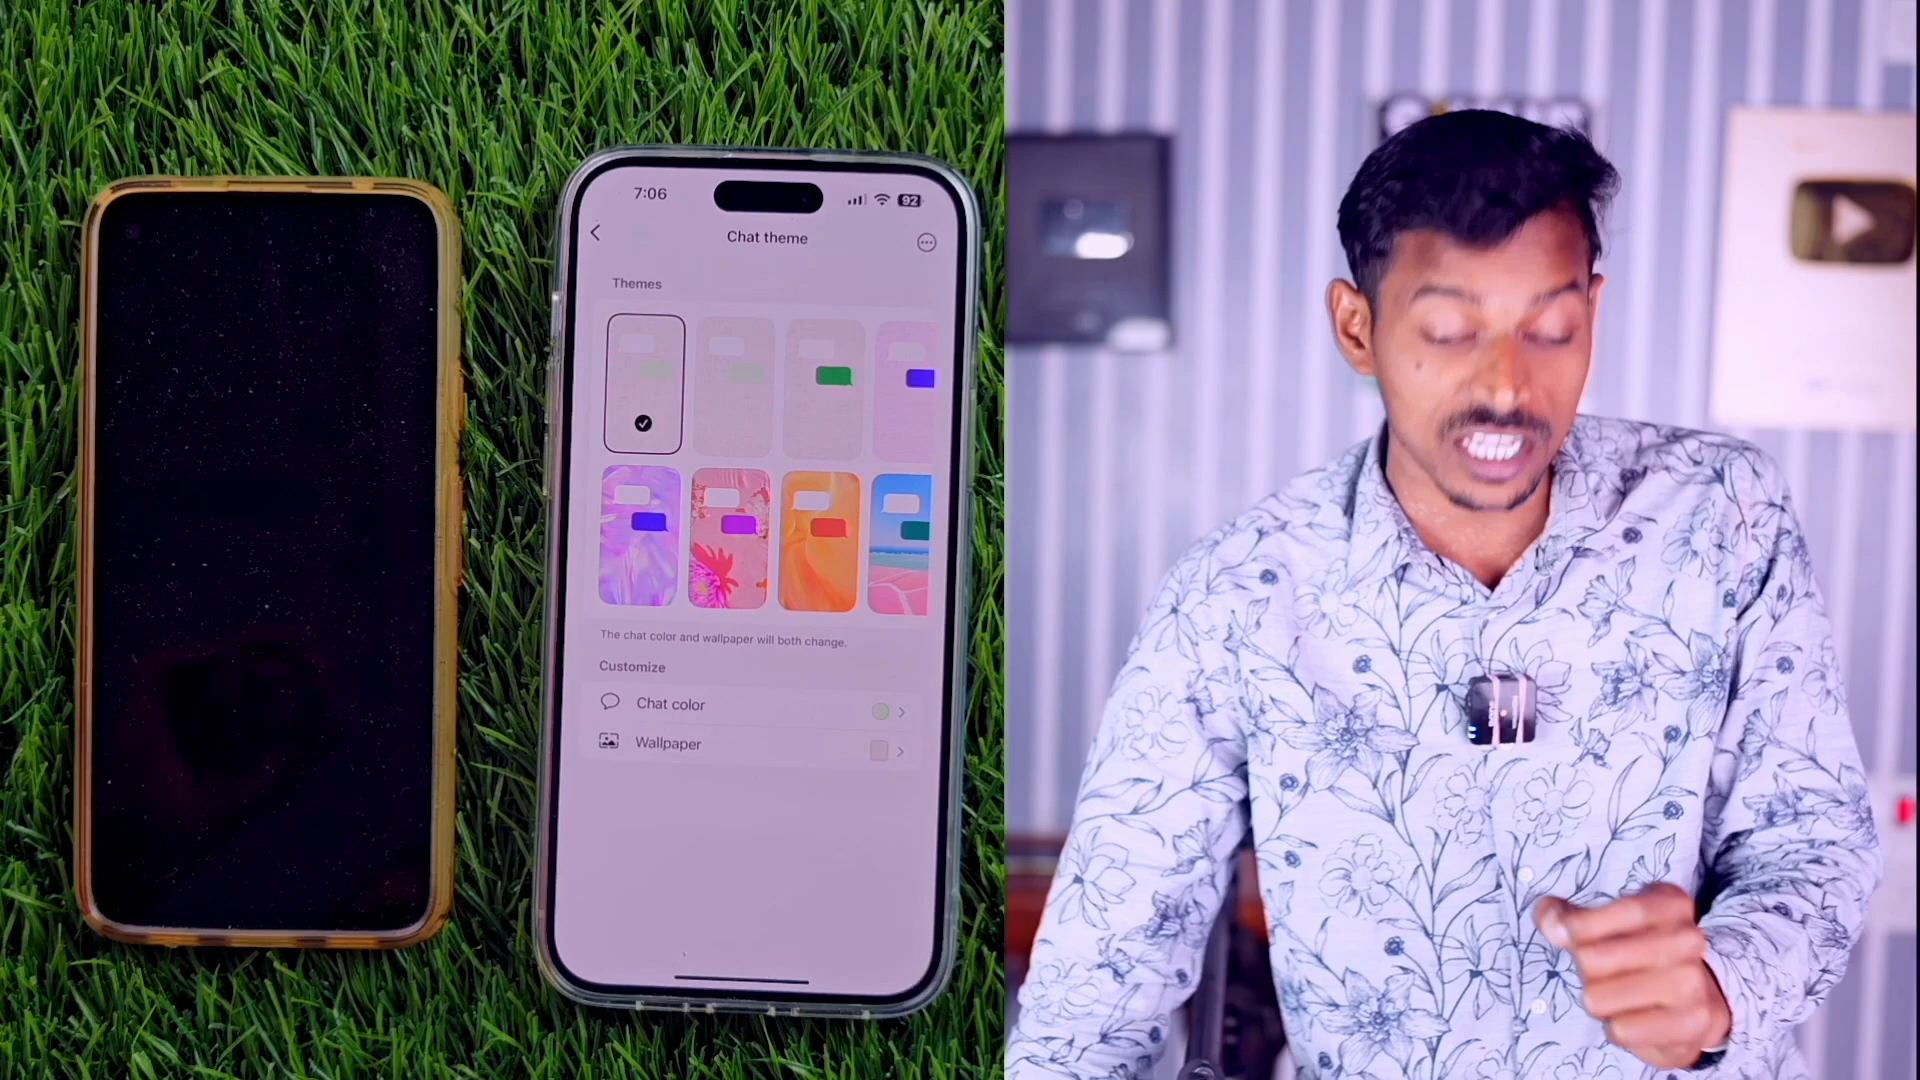 7:06
92
Chat theme
Themes
The chat color and wallpaper will both change.
Customize
Chat color
Wallpaper